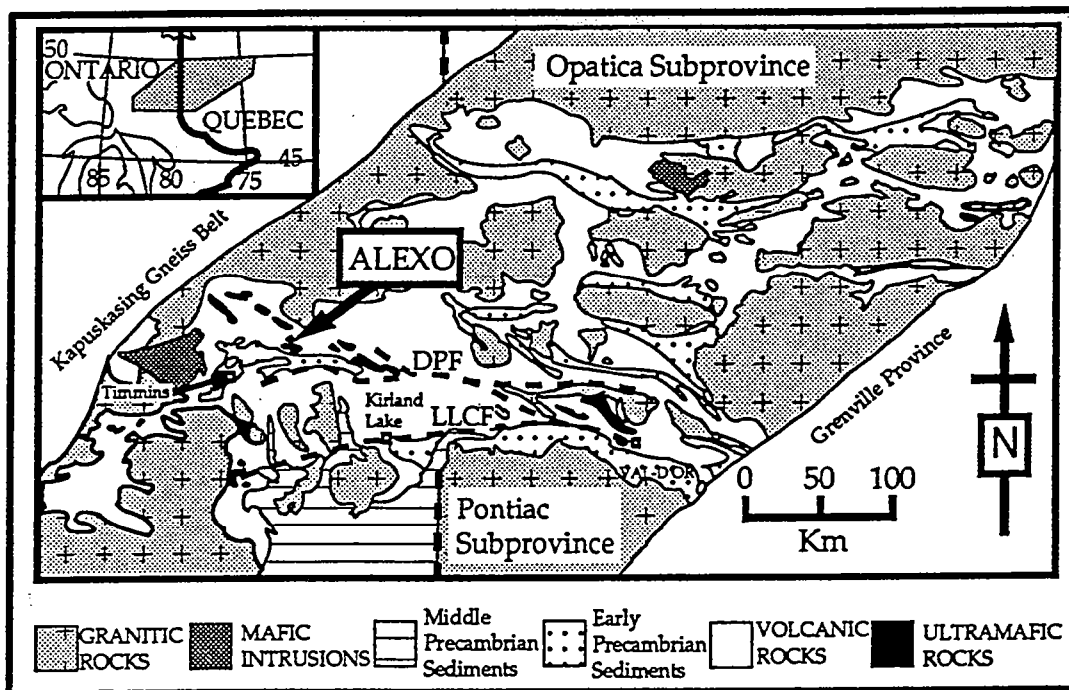 50
ONTARIO
QUEBEC
45
85 80 75
Opatica Subprovince
Kapuskasing Gneiss Belt
ALEXO
DPF
Timmins
Kirland
Lake
LLCF
Grenville Province
VAL-D'OR
N
0 50 100
Km
Pontiac
Subprovince
GRANITIC
ROCKS
MAFIC
INTRUSIONS
Middle
Precambrian
Sediments
Early
Precambrian
Sediments
VOLCANIC
ROCKS
ULTRAMAFIC
ROCKS